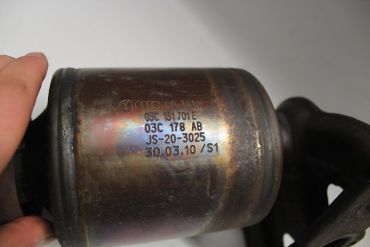 03C 131 701 E
03C 178 AB
JS-20-3025
30.03.10 /S1